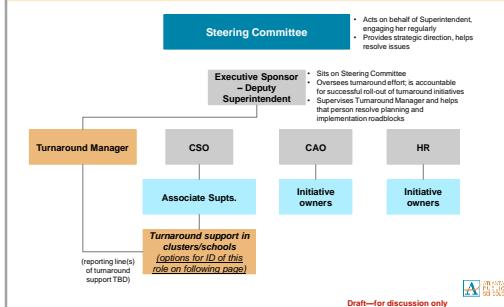 Steering Committee
• Acts on behalf of Superintendent,
engaging her regularly
• Provides strategic direction, helps
resolve issues
Executive Sponsor
– Deputy
Superintendent
• Sits on Steering Committee
• Oversees turnaround effort; is accountable
for successful roll-out of turnaround initiatives
• Supervises Turnaround Manager and helps
that person resolve planning and
implementation roadblocks
Turnaround Manager
CSO
CAO
HR
Associate Supts.
Initiative
owners
Initiative
owners
Turnaround support in
clusters/schools
(options for ID of this
role on following page)
(reporting line(s)
of turnaround
support TBD)
Draft—for discussion only
ATLANTA
PUBLIC
SCHOOLS